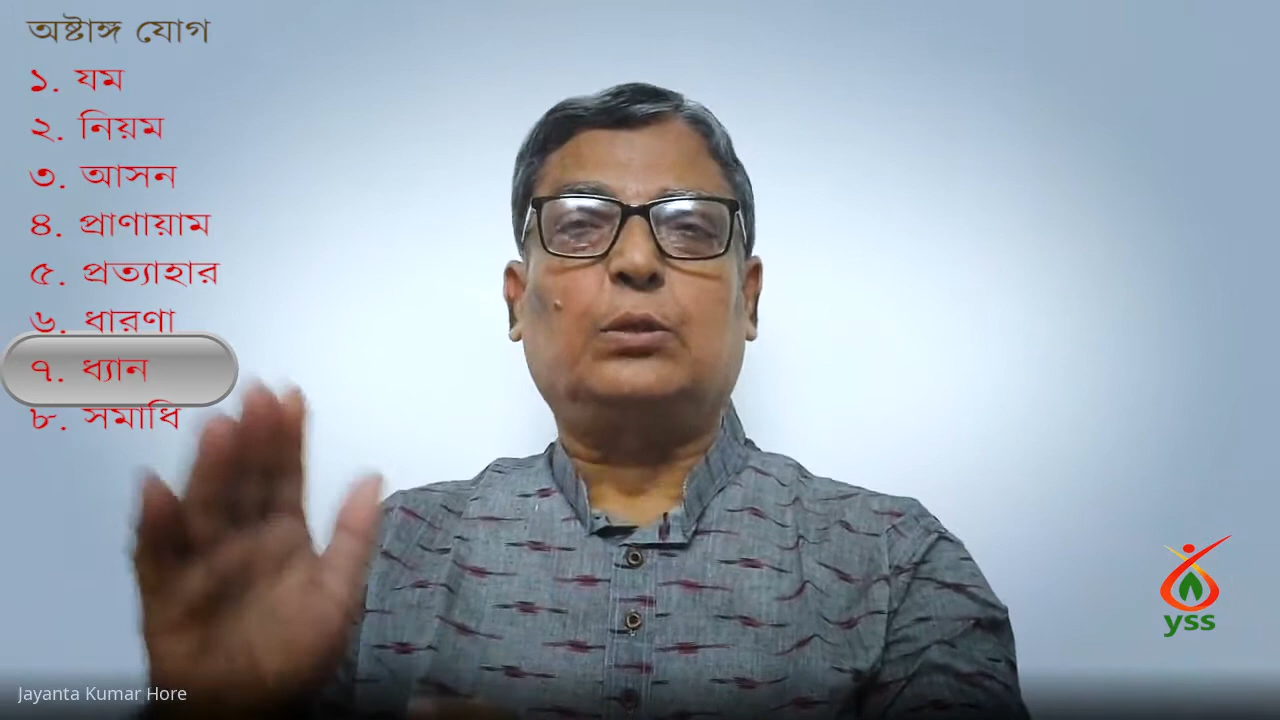 অষ্টাঙ্গ যোগ
১. যম
২. নিয়ম
৩. আসন
৪. প্রাণায়াম
৫. প্রত্যাহার
৬. ধারণা
৭. ধ্যান
৮. সমাধি
yss
Jayanta Kumar Hore